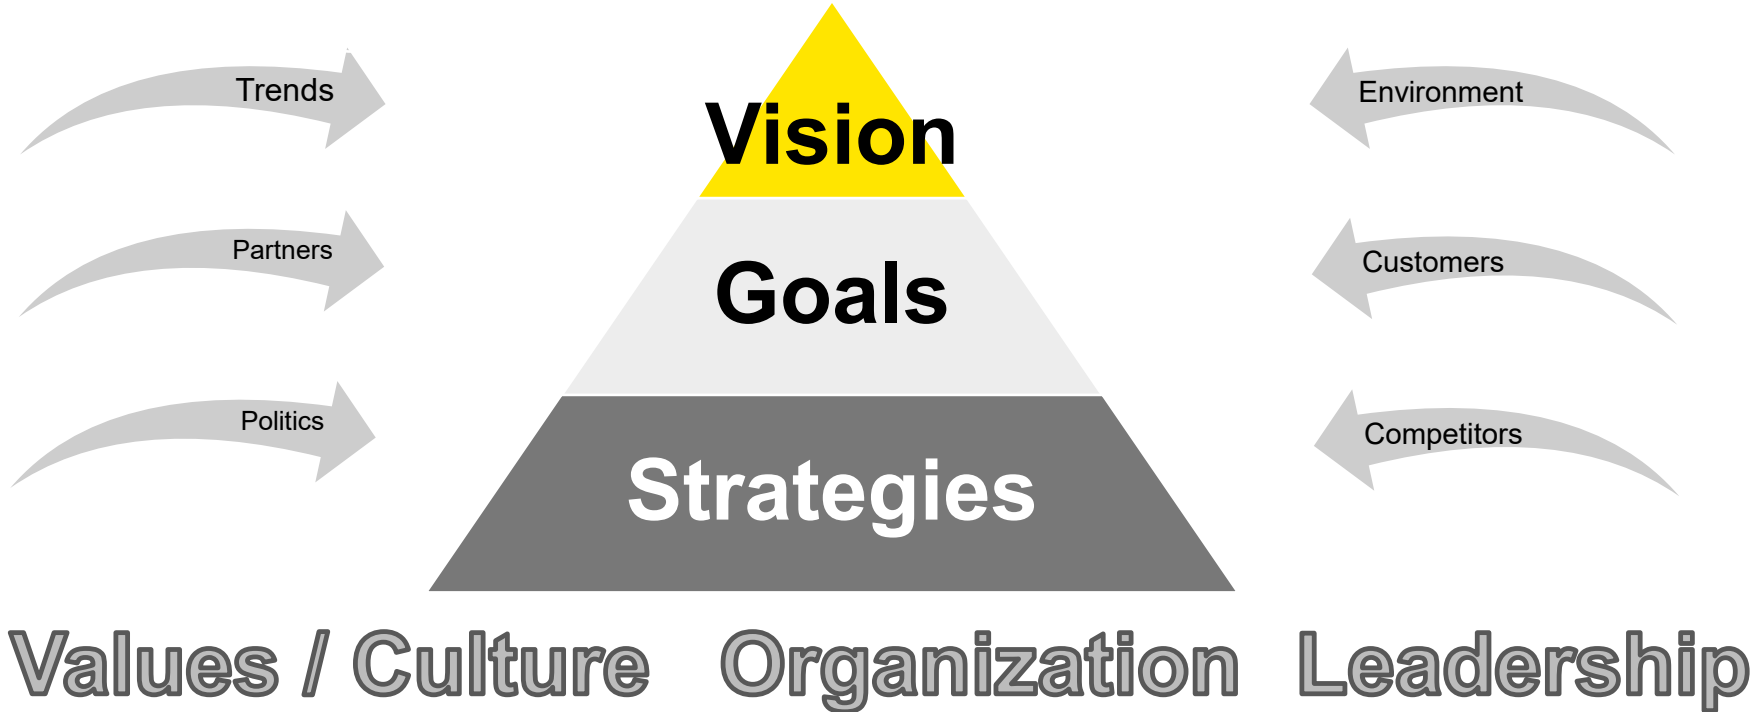 Trends
Vision
Environment
Partners
Goals
Customers
Politics
Strategies
Competitors
Values / Culture
Organization
Leadership